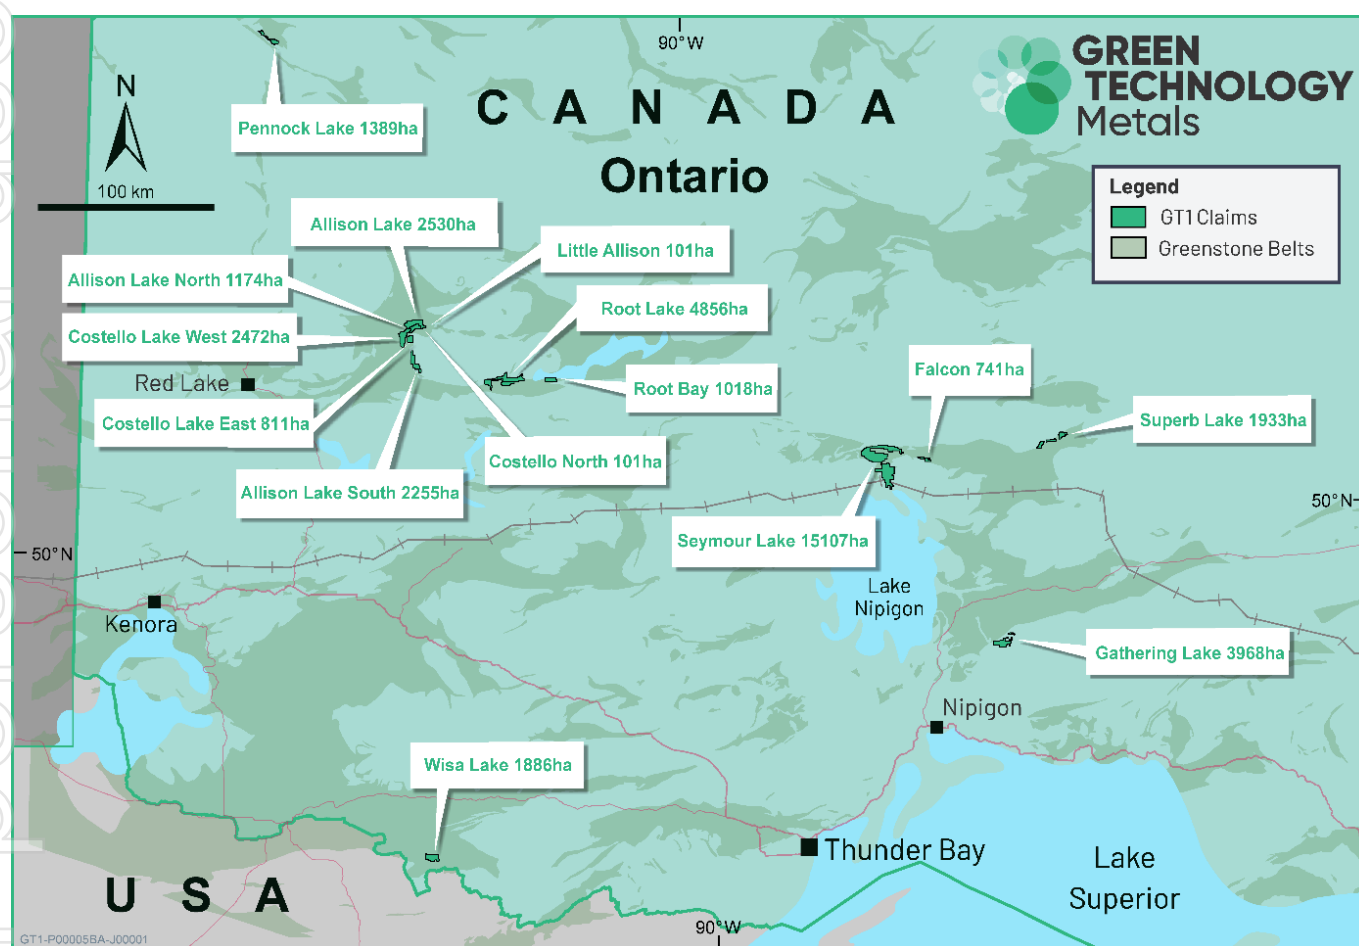 90°W
GREEN
TECHNOLOGY
Metals
CANADA
Ontario
N
100 km
Pennock Lake 1389ha
Legend
GT1 Claims
Greenstone Belts
Allison Lake 2530ha
Little Allison 101ha
Allison Lake North 1174ha
Root Lake 4856ha
Costello Lake West 2472ha
Red Lake
Falcon 741ha
Root Bay 1018ha
Costello Lake East 811ha
Superb Lake 1933ha
Costello North 101ha
Allison Lake South 2255ha
50°N
Seymour Lake 15107ha
50°N
Lake
Nipigon
Kenora
Gathering Lake 3968ha
Nipigon
Wisa Lake 1886ha
Thunder Bay
Lake
Superior
USA
90°W
GT1-P00005BA-J00001